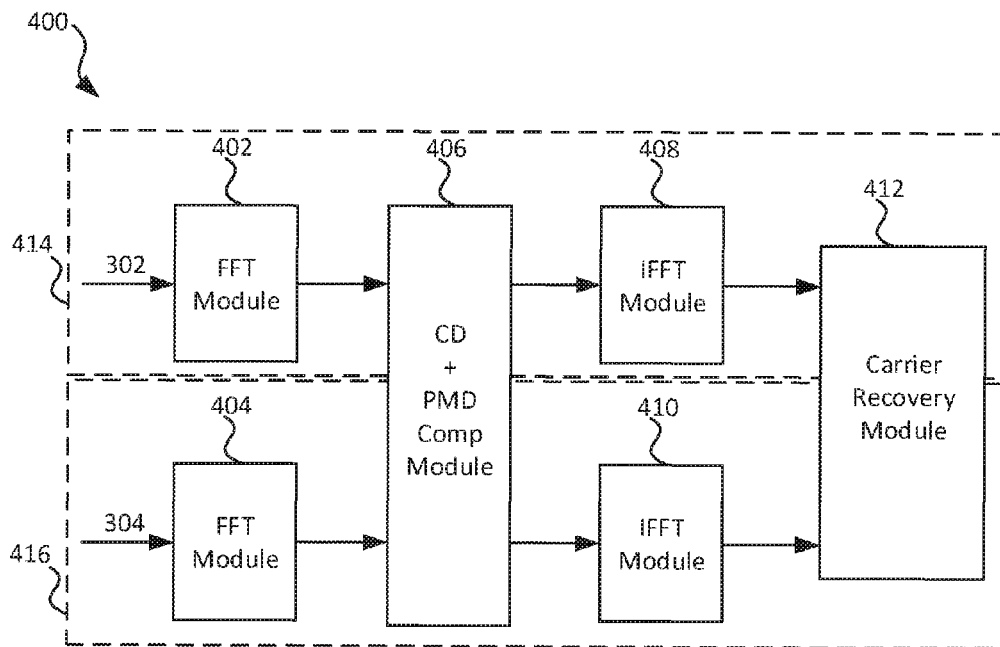 400
402
406
408
412
414
302
FFT
Module
CD
+
PMD
Comp
Module
iFFT
Module
Carrier
Recovery
Module
404
410
304
FFT
Module
iFFT
Module
416